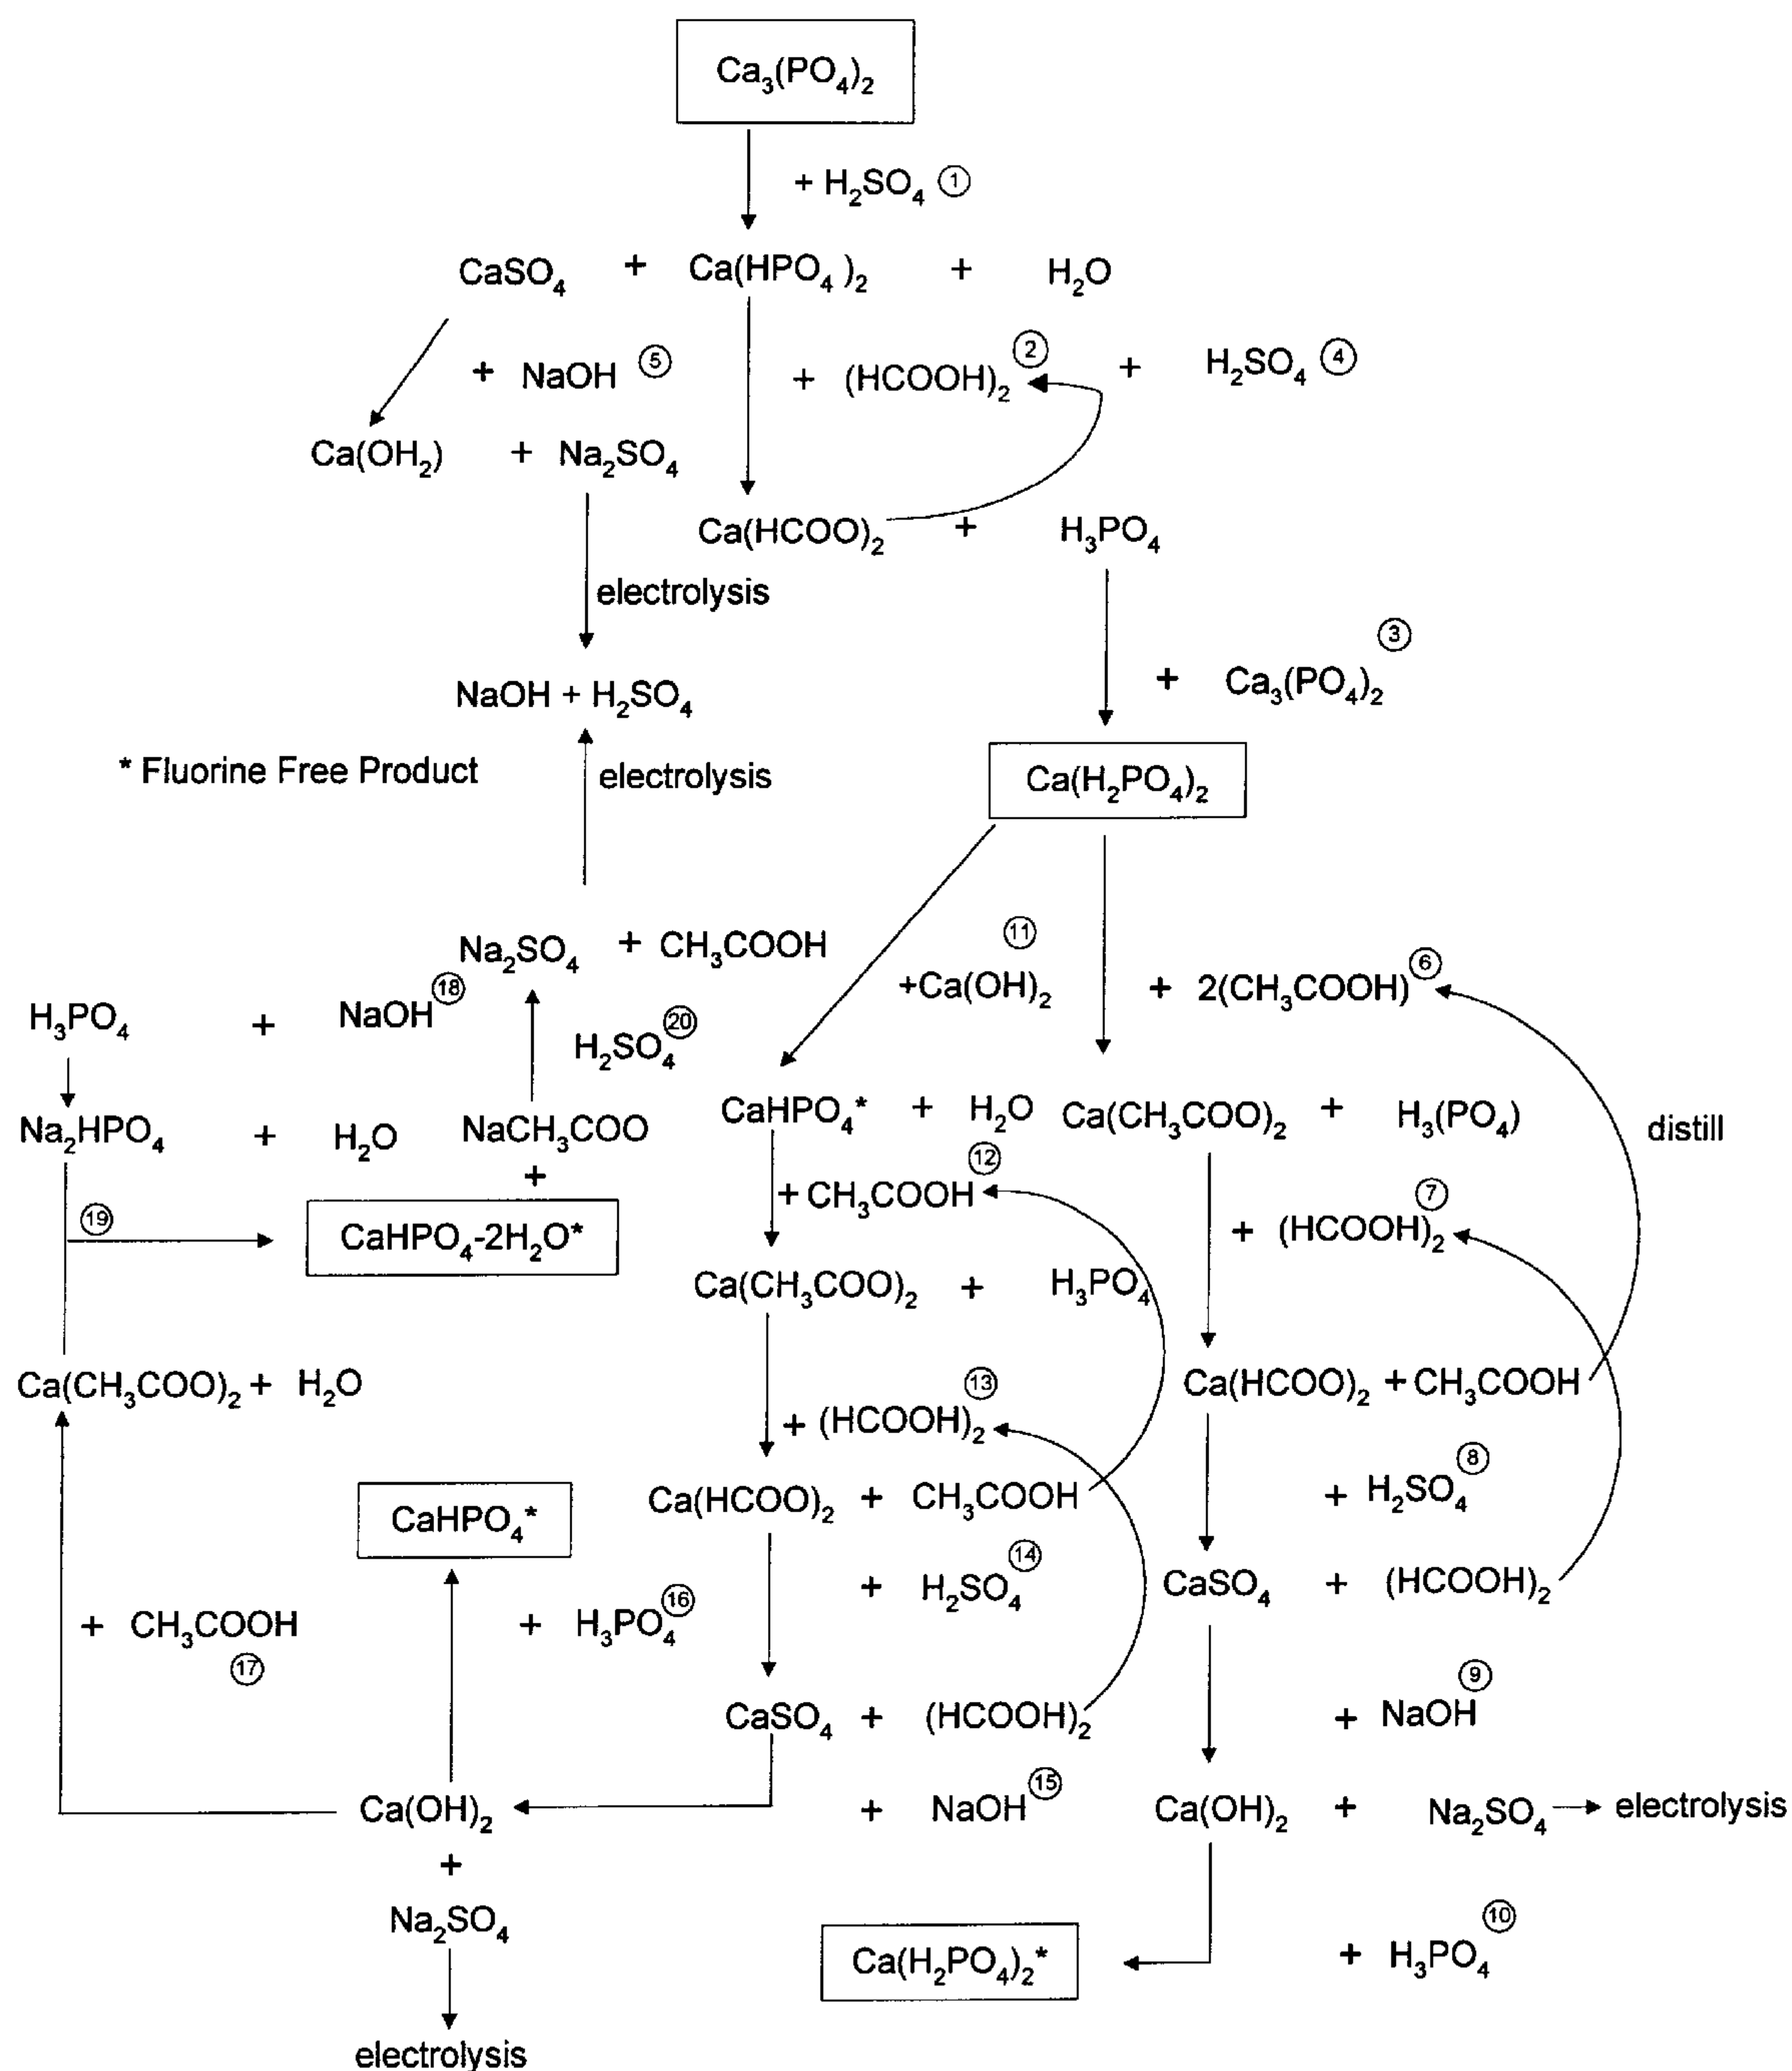 Ca₃(PO₄)₂
+ H₂SO₄ ①
CaSO₄ + Ca(HPO₄)₂ + H₂O
+ NaOH ⑤ + (HCOOH)₂ ② + H₂SO₄ ④
Ca(OH₂) + Na₂SO₄
Ca(HCOO)₂ + H₃PO₄
electrolysis
+ Ca₃(PO₄)₂ ③
NaOH + H₂SO₄
* Fluorine Free Product
electrolysis
Ca(H₂PO₄)₂
Na₂SO₄ + CH₃COOH
+Ca(OH)₂ ⑪ + 2(CH₃COOH) ⑥
H₃PO₄ + NaOH ⑱
H₂SO₄ ⑳
CaHPO₄* + H₂O Ca(CH₃COO)₂ + H₃(PO₄)
distill
Na₂HPO₄ + H₂O NaCH₃COO
+
+ CH₃COOH ⑫
⑲ CaHPO₄-2H₂O*
+ (HCOOH)₂ ⑦
Ca(CH₃COO)₂ + H₃PO₄
Ca(CH₃COO)₂ + H₂O
Ca(HCOO)₂ + CH₃COOH
+ (HCOOH)₂ ⑬
Ca(HCOO)₂ + CH₃COOH
+ H₂SO₄ ⑧
CaHPO₄*
+ H₂SO₄ ⑭
CaSO₄ + (HCOOH)₂
+ CH₃COOH ⑰ + H₃PO₄ ⑯
CaSO₄ + (HCOOH)₂
+ NaOH ⑨
Ca(OH)₂ + NaOH ⑮
Ca(OH)₂ + Na₂SO₄ electrolysis
+
Na₂SO₄
Ca(H₂PO₄)₂* + H₃PO₄ ⑩
electrolysis